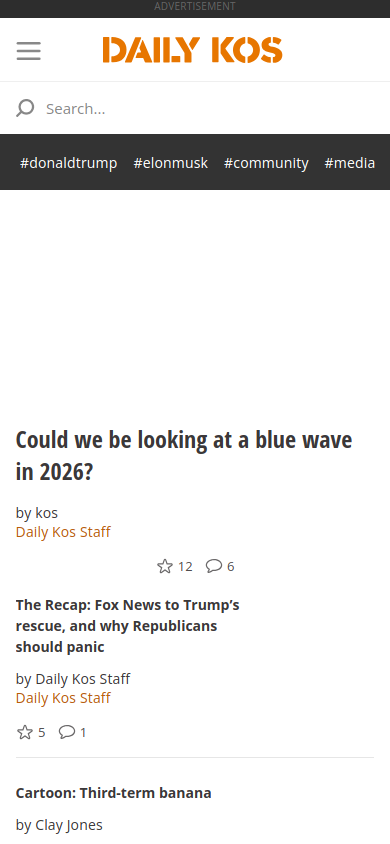 ADVERTISEMENT
DAILY KOS
Search...
#donaldtrump #elonmusk #community #media
Could we be looking at a blue wave
in 2026?
by kos
Daily Kos Staff
12 6
The Recap: Fox News to Trump’s
rescue, and why Republicans
should panic
by Daily Kos Staff
Daily Kos Staff
5 1
Cartoon: Third-term banana
by Clay Jones